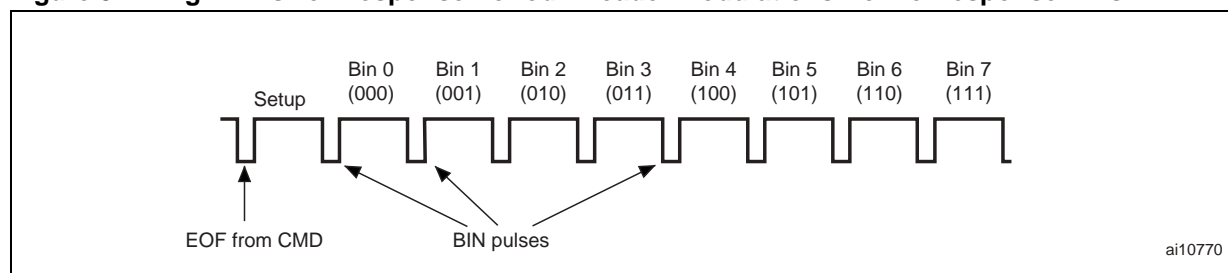 Bin 0 Bin 1 Bin 2 Bin 3 Bin 4 Bin 5 Bin 6 Bin 7
Setup (000) (001) (010) (011) (100) (101) (110) (111)
EOF from CMD BIN pulses
ai10770